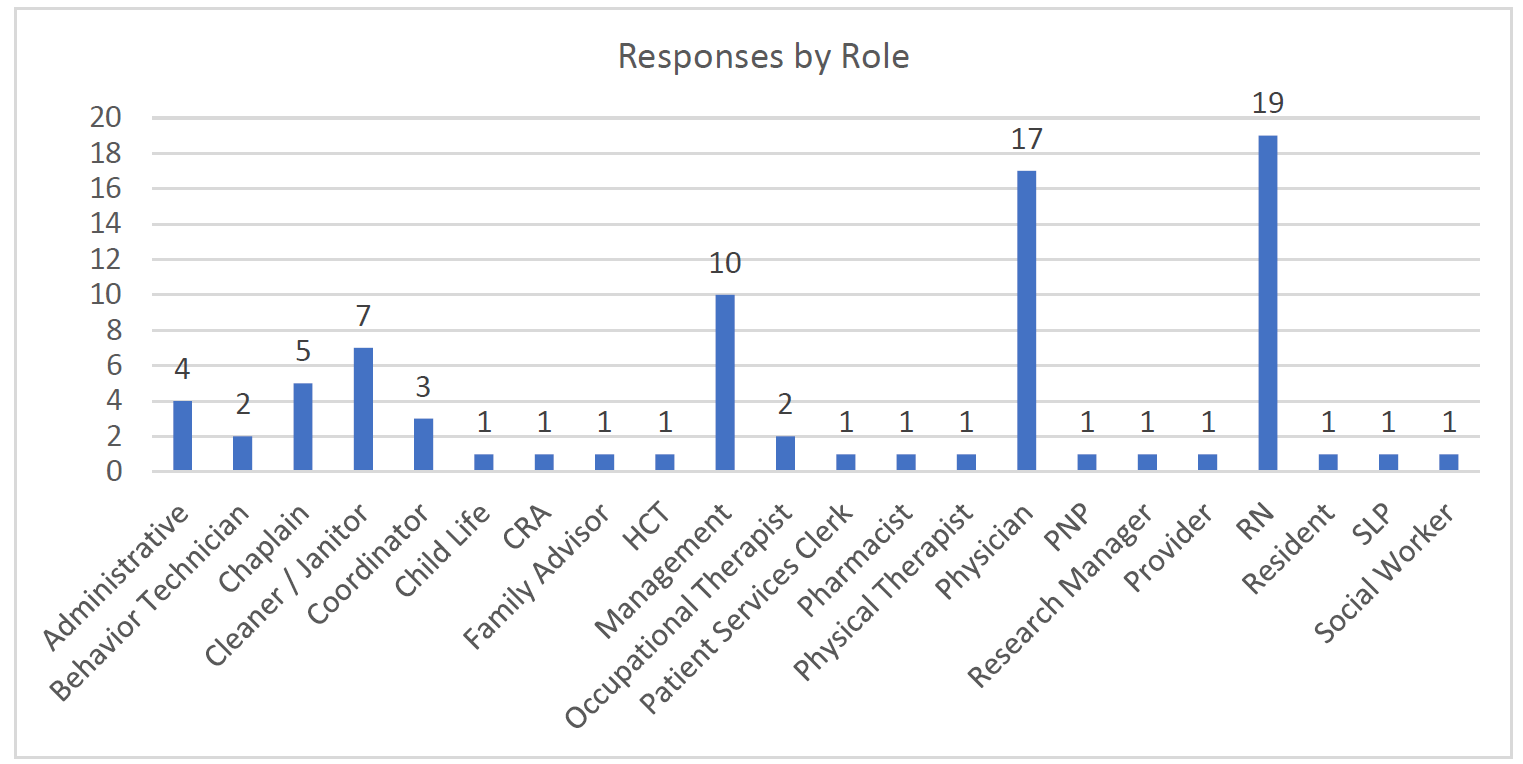 Responses by Role
20
18
16
14
12
10
8
6
4
2
0
4
2
5
7
3
1
1
1
1
10
2
1
1
1
17
1
1
1
19
1
1
1
Administrative
Behavior Technician
Chaplain
Cleaner / Janitor
Coordinator
Child Life
CRA
Family Advisor
HCT
Management
Occupational Therapist
Patient Services Clerk
Pharmacist
Physical Therapist
Physician
PNP
Research Manager
Provider
RN
Resident
SLP
Social Worker